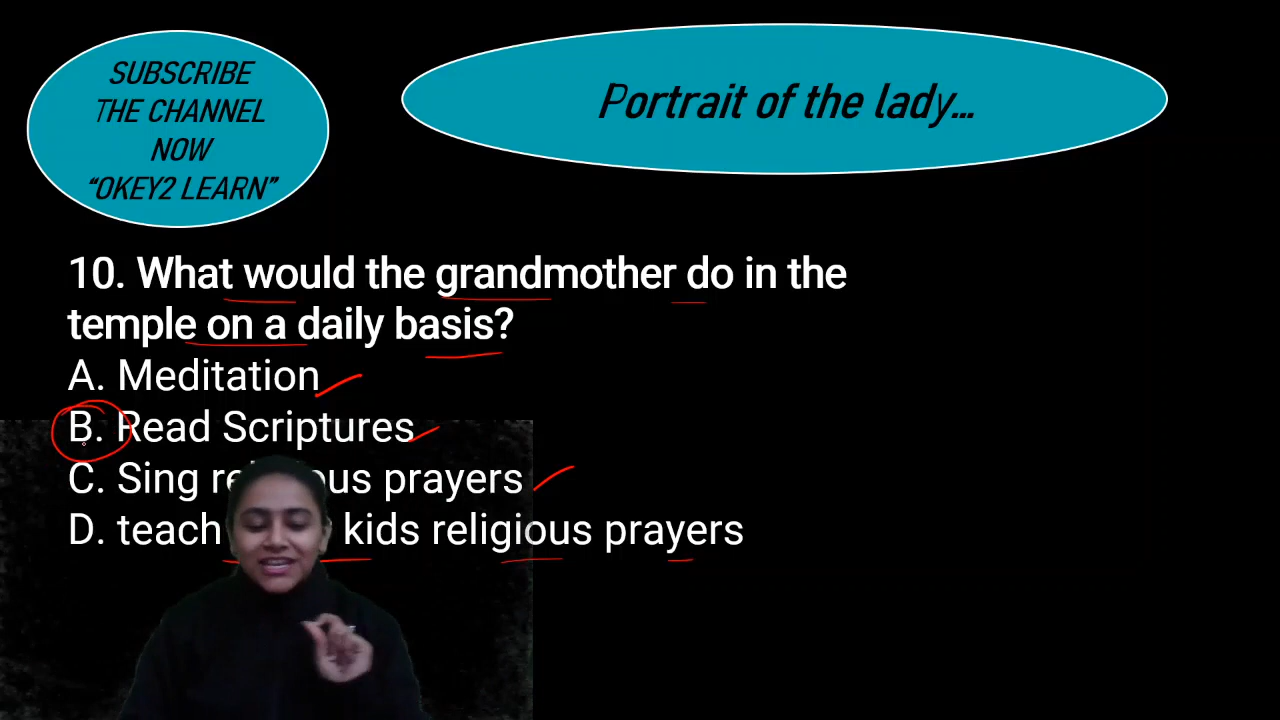 SUBSCRIBE
THE CHANNEL
NOW
“OKEY2 LEARN”
Portrait of the lady...
10. What would the grandmother do in the
temple on a daily basis?
A. Meditation
B. Read Scriptures
C. Sing religious prayers
D. teach kids religious prayers